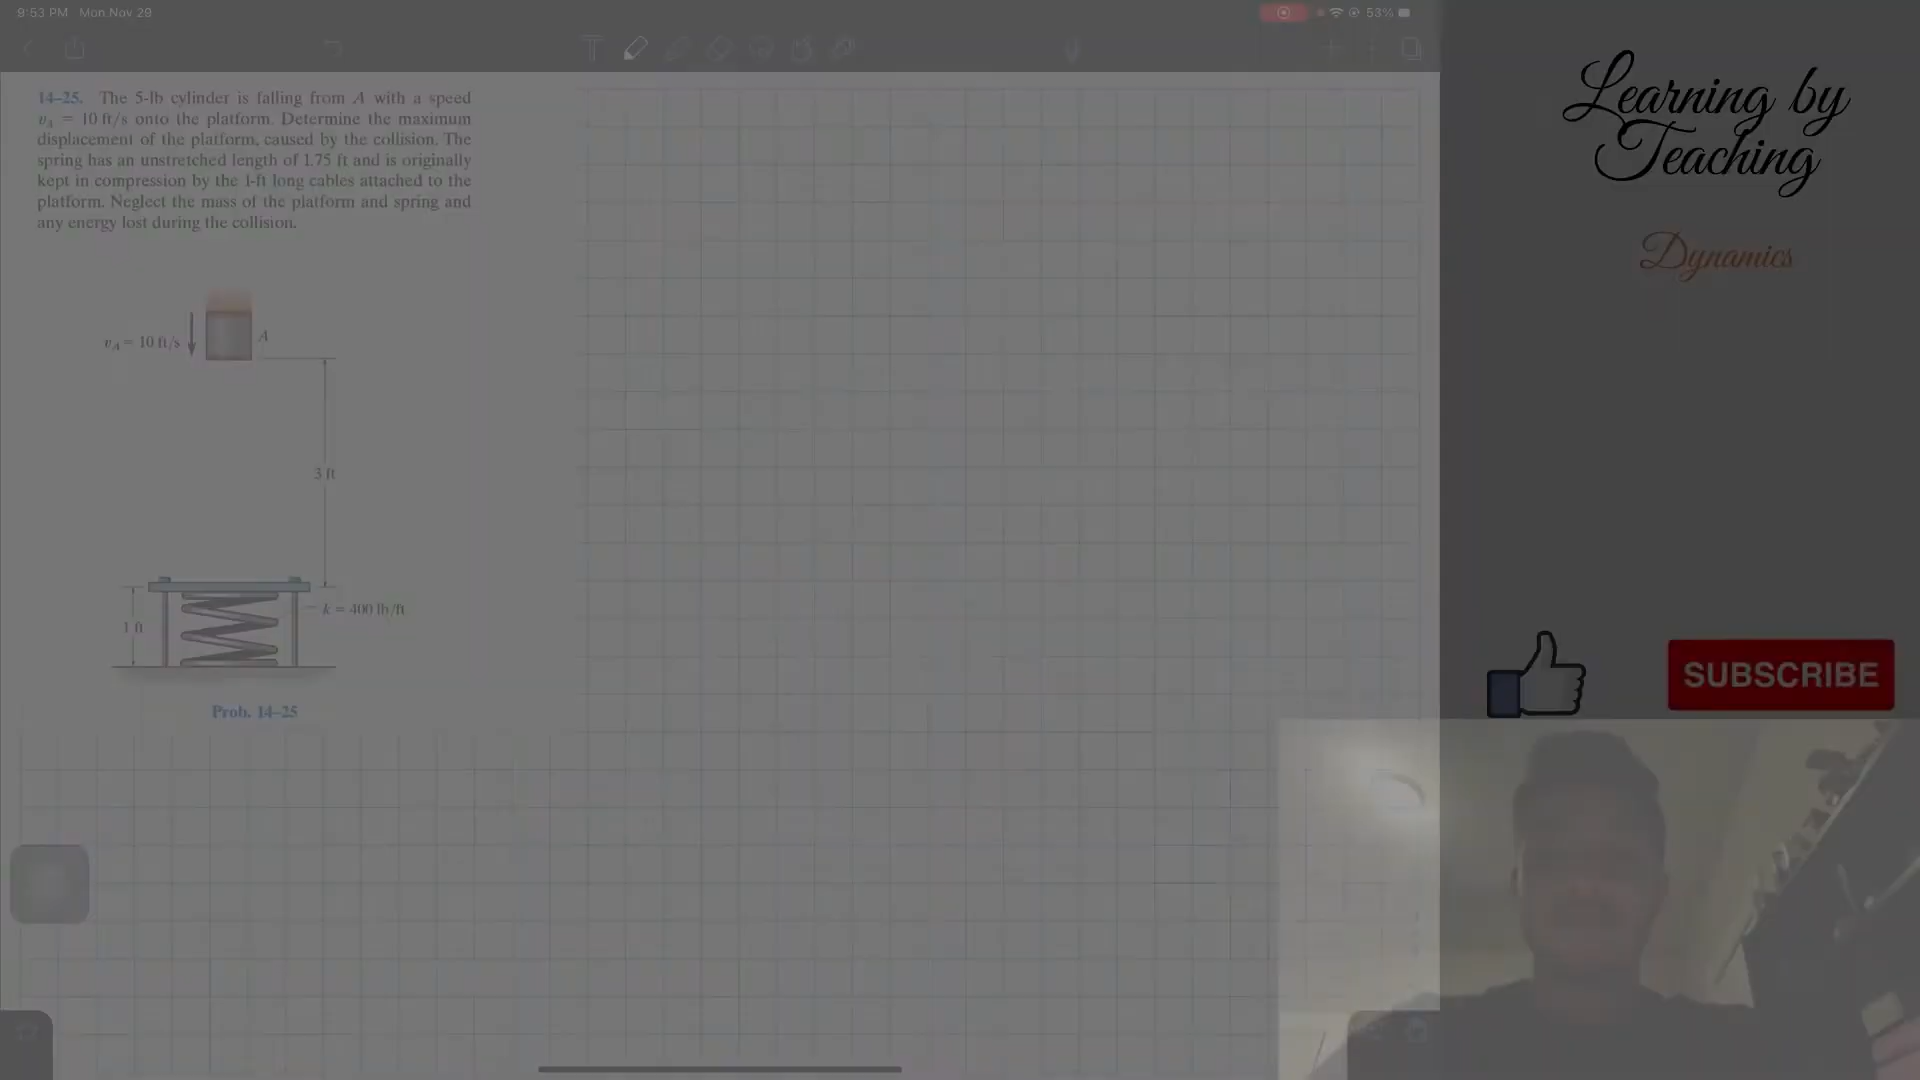 9:53 PM Mon Nov 29
53%
14–25. The 5-lb cylinder is falling from A with a speed
v_A = 10 ft/s onto the platform. Determine the maximum
displacement of the platform, caused by the collision. The
spring has an unstretched length of 1.75 ft and is originally
kept in compression by the 1-ft long cables attached to the
platform. Neglect the mass of the platform and spring and
any energy lost during the collision.
v_A = 10 ft/s
A
3 ft
k = 400 lb/ft
1 ft
Prob. 14–25
Learning by
Teaching
Dynamics
SUBSCRIBE